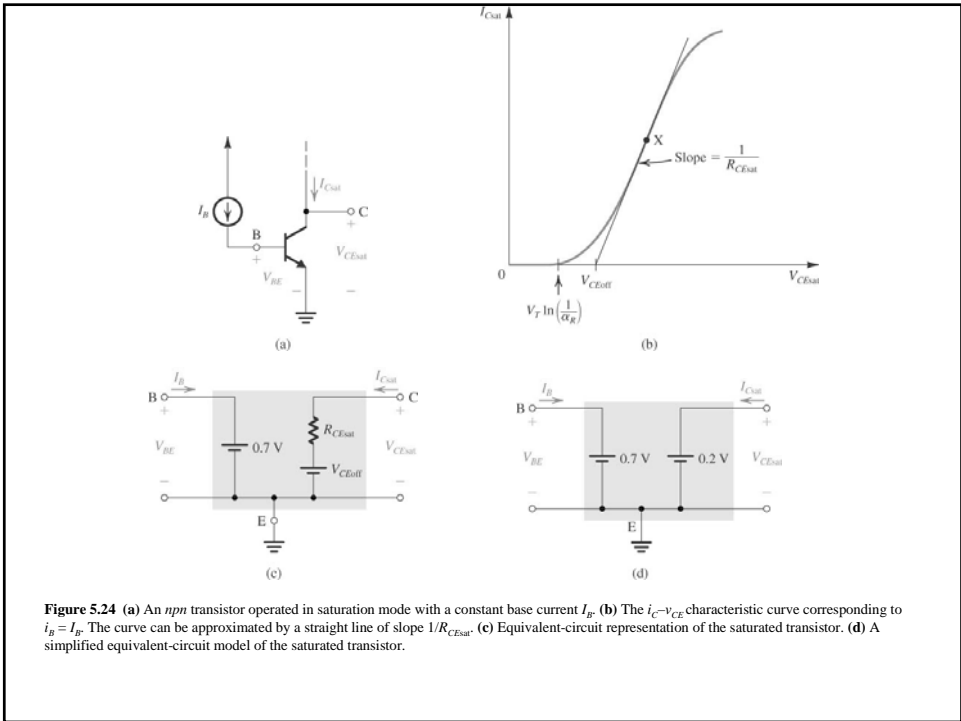 I_Csat
I_B
B
+
V_BE
−
I_Csat
C
+
V_CEsat
−
(a)
X
Slope = 1/R_CEsat
0
V_CEoff
V_CEsat
V_T ln(1/α_R)
(b)
I_B
B
+
V_BE
−
0.7 V
R_CEsat
V_CEoff
I_Csat
C
+
V_CEsat
−
E
(c)
I_B
B
+
V_BE
−
0.7 V
0.2 V
I_Csat
+
V_CEsat
−
E
(d)
Figure 5.24 (a) An npn transistor operated in saturation mode with a constant base current I_B. (b) The i_C–v_CE characteristic curve corresponding to
i_B = I_B. The curve can be approximated by a straight line of slope 1/R_CEsat. (c) Equivalent-circuit representation of the saturated transistor. (d) A
simplified equivalent-circuit model of the saturated transistor.